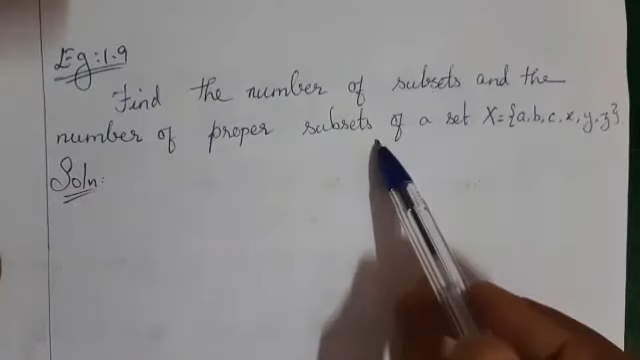 Eg:1.9
Find the number of subsets and the
number of proper subsets of a set X={a,b,c,x,y,z}
Soln: